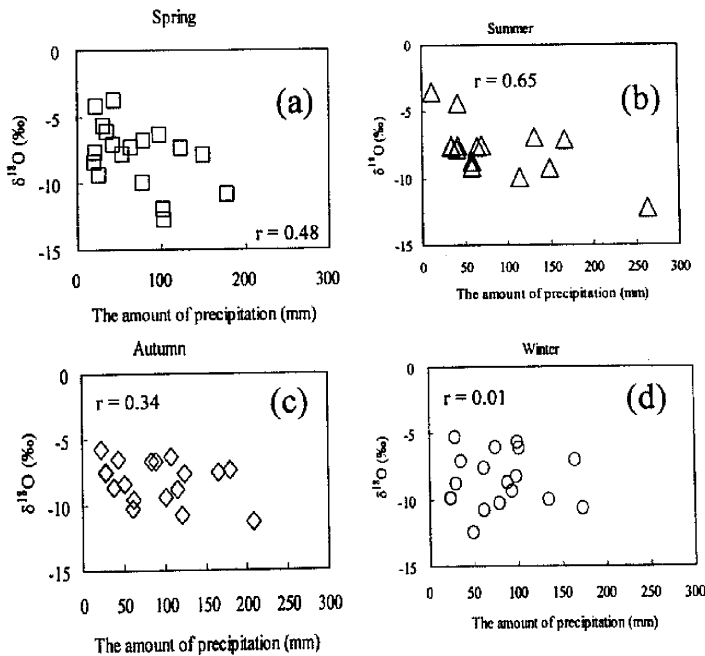 Spring
0
-5
-10
-15
δ¹⁸O (‰)
(a)
r = 0.48
0 50 100 150 200 250 300
The amount of precipitation (mm)
Summer
0
-5
-10
-15
δ¹⁸O (‰)
r = 0.65
(b)
0 50 100 150 200 250 300
The amount of precipitation (mm)
Autumn
0
-5
-10
-15
δ¹⁸O (‰)
r = 0.34
(c)
0 50 100 150 200 250 300
The amount of precipitation (mm)
Winter
0
-5
-10
-15
δ¹⁸O (‰)
r = 0.01
(d)
0 50 100 150 200 250 300
The amount of precipitation (mm)